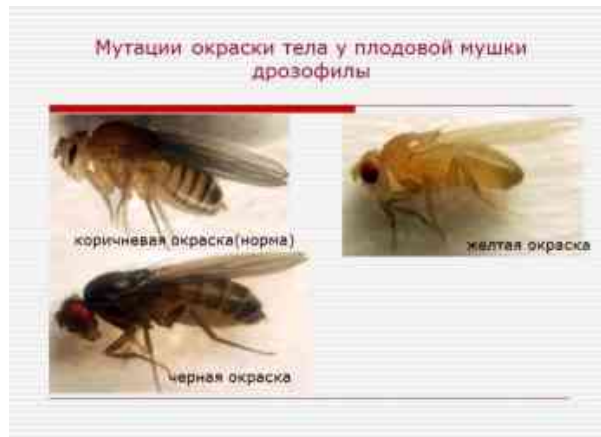 Мутации окраски тела у плодовой мушки
дрозофилы
коричневая окраска(норма)
желтая окраска
черная окраска